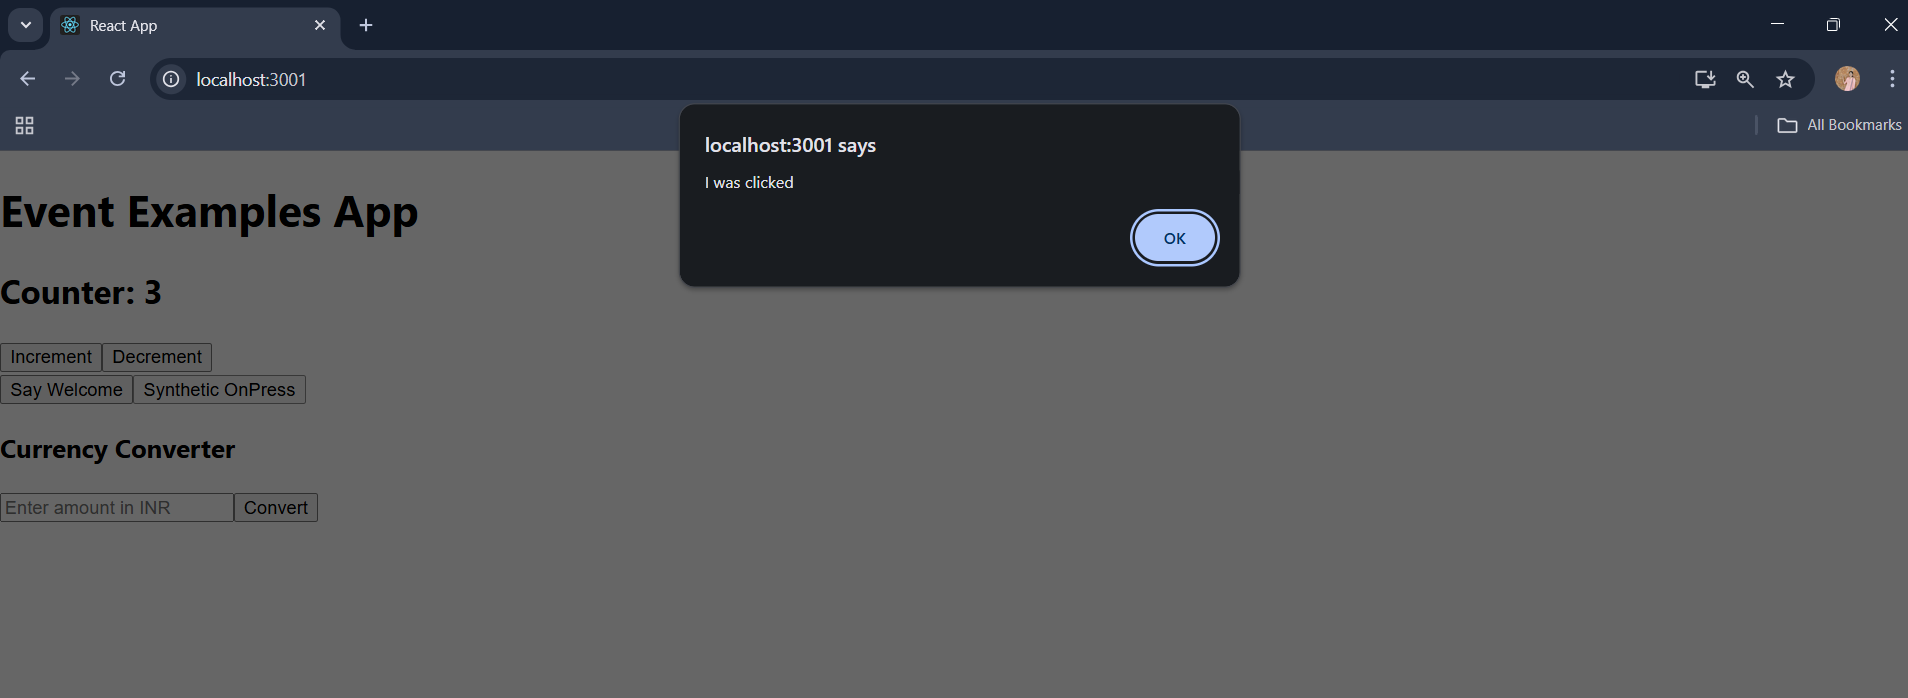 React App
localhost:3001
All Bookmarks
localhost:3001 says
I was clicked
OK
Event Examples App
Counter: 3
Increment Decrement
Say Welcome Synthetic OnPress
Currency Converter
Enter amount in INR Convert